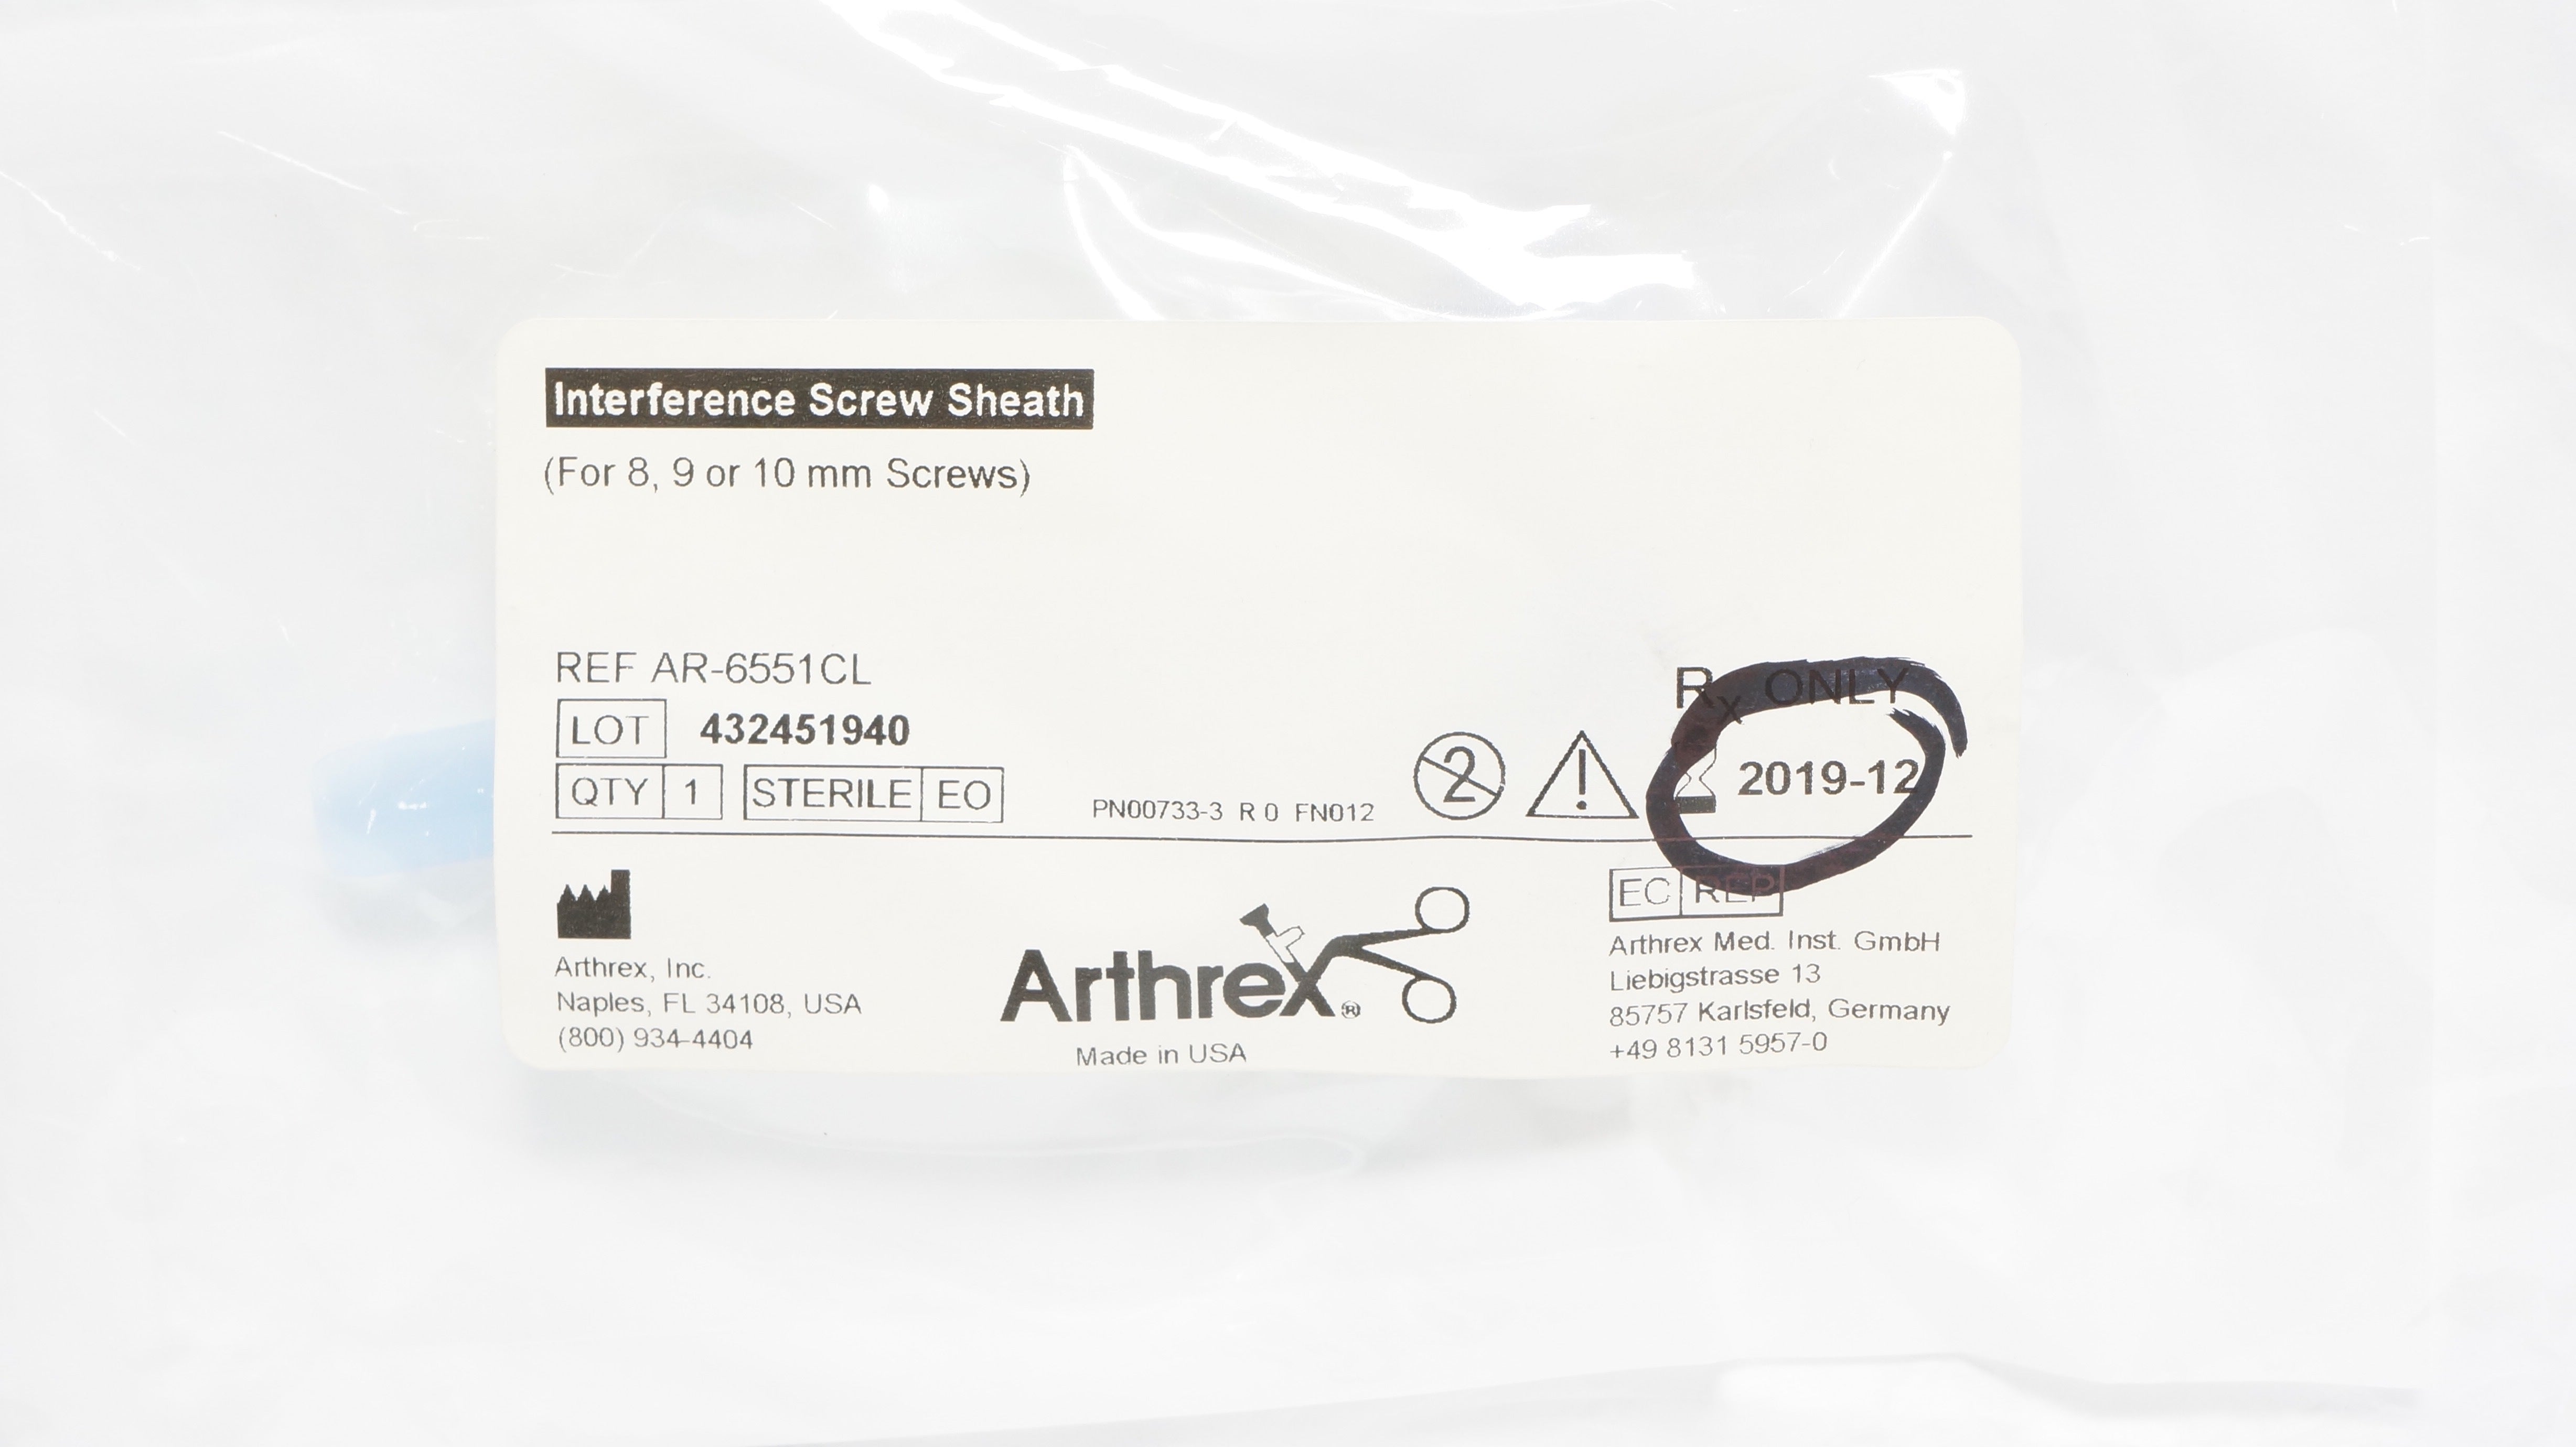 Interference Screw Sheath
(For 8, 9 or 10 mm Screws)
REF AR-6551CL
LOT 432451940
QTY 1 STERILE EO
PN00733-3 R 0 FN012
2
Rx ONLY
2019-12
Arthrex, Inc.
Naples, FL 34108, USA
(800) 934-4404
Arthrex®
Made in USA
EC REP
Arthrex Med. Inst. GmbH
Liebigstrasse 13
85757 Karlsfeld, Germany
+49 8131 5957-0